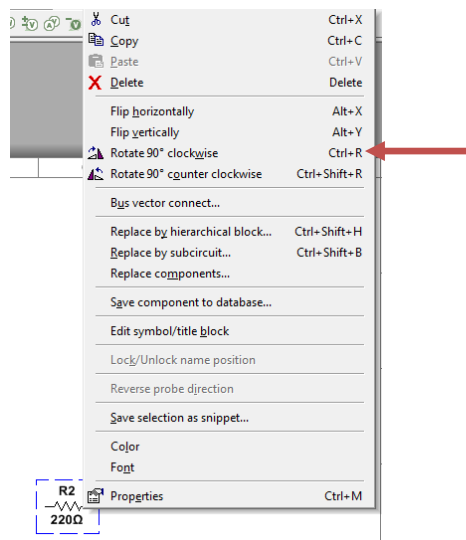 Cut Ctrl+X
Copy Ctrl+C
Paste Ctrl+V
Delete Delete
Flip horizontally Alt+X
Flip vertically Alt+Y
Rotate 90° clockwise Ctrl+R
Rotate 90° counter clockwise Ctrl+Shift+R
Bus vector connect...
Replace by hierarchical block... Ctrl+Shift+H
Replace by subcircuit... Ctrl+Shift+B
Replace components...
Save component to database...
Edit symbol/title block
Lock/Unlock name position
Reverse probe direction
Save selection as snippet...
Color
Font
Properties Ctrl+M
R2
220Ω